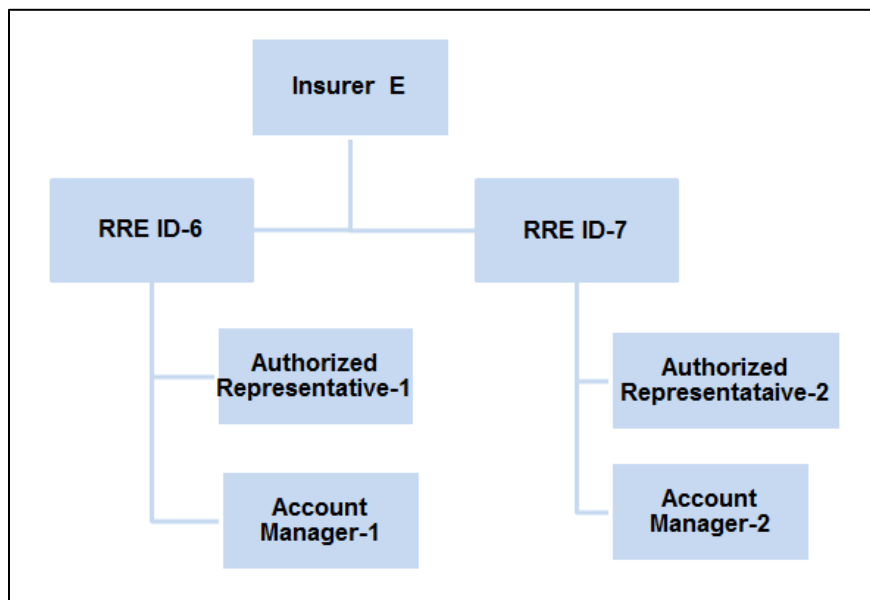 Insurer E
RRE ID-6
RRE ID-7
Authorized
Representative-1
Authorized
Representataive-2
Account
Manager-1
Account
Manager-2